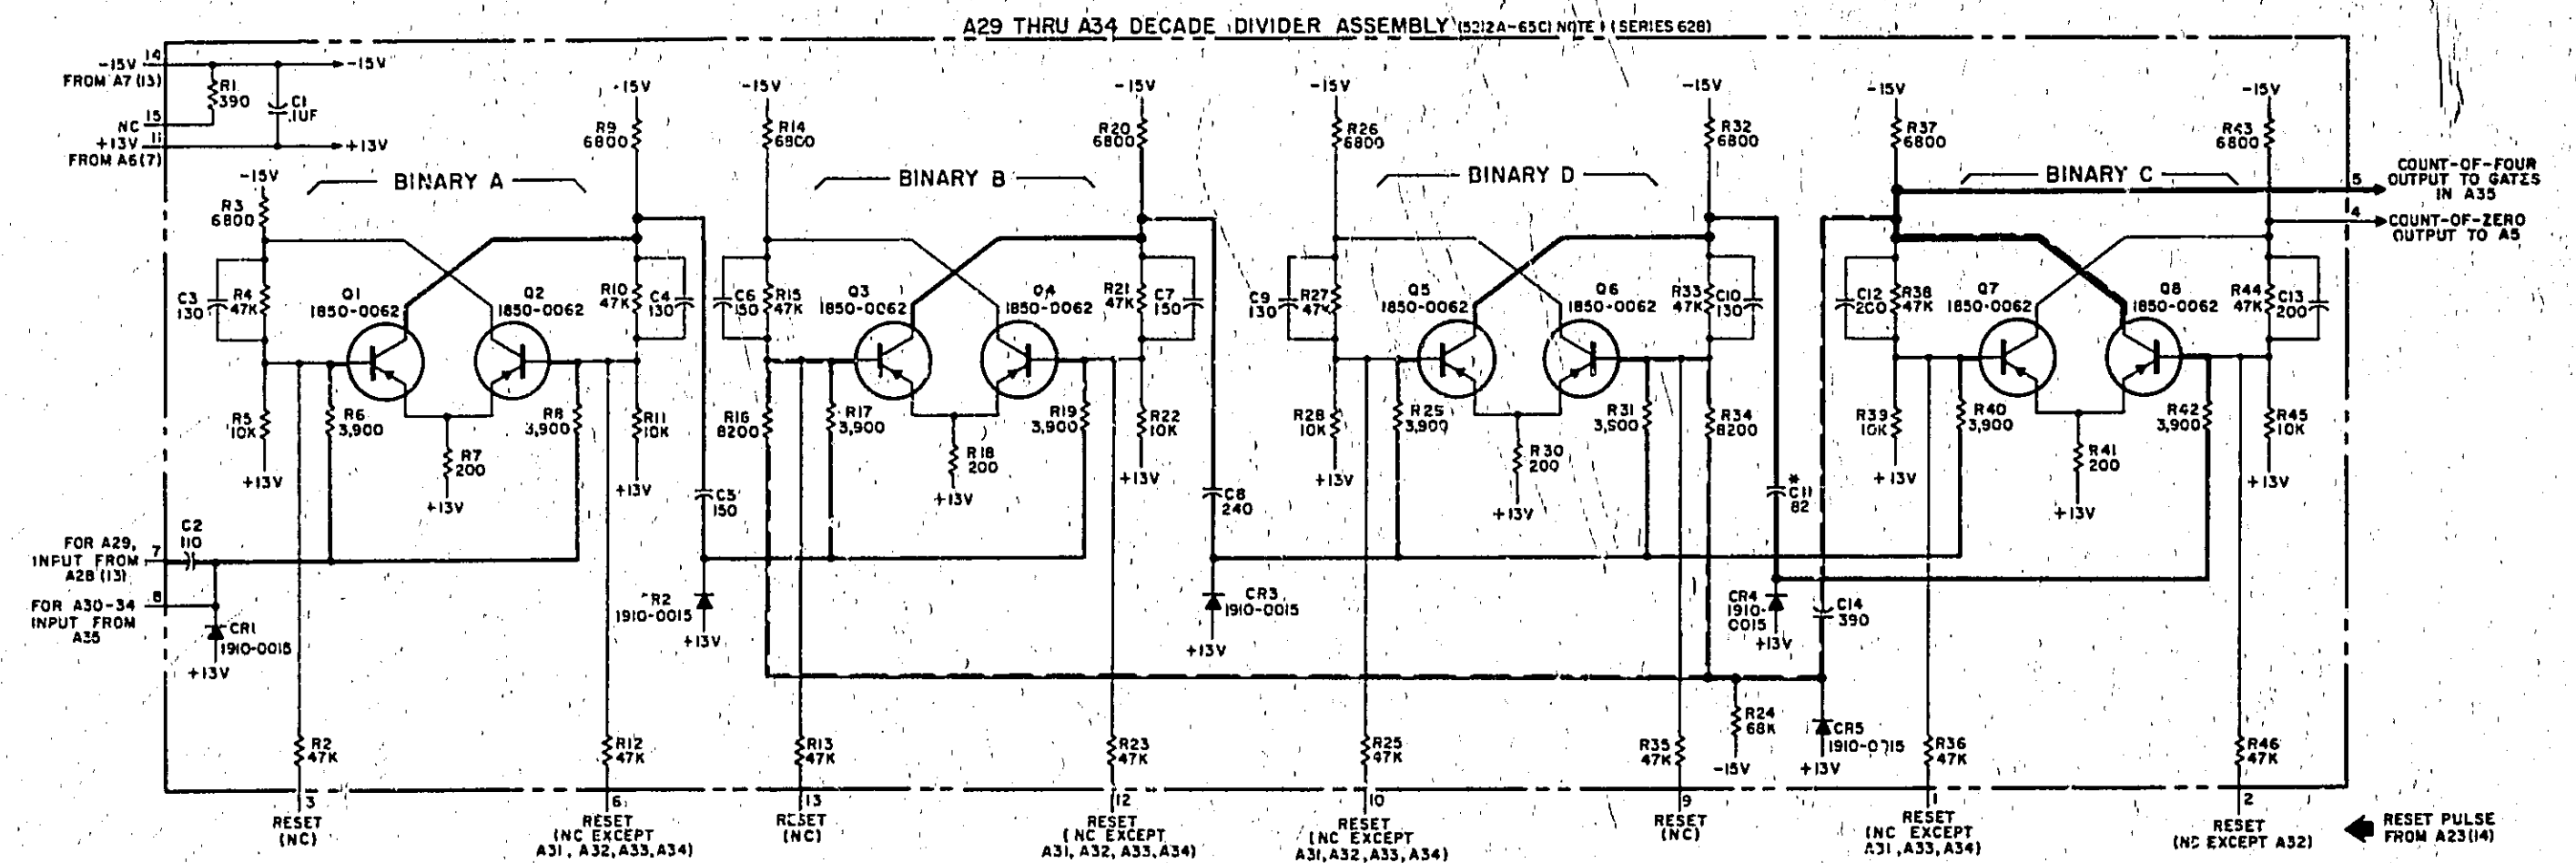 A29 THRU A34 DECADE DIVIDER ASSEMBLY (5212A-65C) NOTE 1 (SERIES 628)
14
-15V
FROM A7 (13)
-15V
R1
390
C1
.1UF
15
NC
11
+13V
FROM A6(7)
+13V
-15V
R3
6800
BINARY A
-15V
R9
6800
-15V
R14
6800
BINARY B
-15V
R20
6800
-15V
R26
6800
BINARY D
-15V
R32
6800
-15V
R37
6800
BINARY C
-15V
R43
6800
5
COUNT-OF-FOUR
OUTPUT TO GATES
IN A35
4
COUNT-OF-ZERO
OUTPUT TO A5
C3
130
R4
47K
Q1
1850-0062
Q2
1850-0062
R10
47K
C4
130
C6
150
R15
47K
Q3
1850-0062
Q4
1850-0062
R21
47K
C7
150
C9
130
R27
47K
Q5
1850-0062
Q6
1850-0062
R33
47K
C10
130
C12
200
R38
47K
Q7
1850-0062
Q8
1850-0062
R44
47K
C13
200
R5
10K
R6
3,900
R7
200
R8
3,900
R11
10K
R16
8200
R17
3,900
R18
200
R19
3,900
R22
10K
R28
10K
3,900
R30
200
R31
3,900
R34
8200
R39
10K
R40
3,900
R41
200
R42
3,900
R45
10K
+13V
+13V
+13V
+13V
+13V
+13V
+13V
+13V
+13V
+13V
C5
150
C8
240
*
C11
82
C2
110
7
FOR A29,
INPUT FROM
A28 (13)
8
FOR A30-34
INPUT FROM
A35
CR1
1910-0015
+13V
R2
1910-0015
+13V
CR3
1910-0015
+13V
CR4
1910-
0015
+13V
C14
390
R2
47K
R12
47K
R13
47K
R23
47K
R25
47K
R35
47K
R24
68K
-15V
CR5
+13V
R36
47K
R46
47K
3
RESET
(NC)
6
RESET
(NC EXCEPT
A31, A32, A33, A34)
13
RESET
(NC)
12
RESET
(NC EXCEPT
A31, A32, A33, A34)
10
RESET
(NC EXCEPT
A31, A32, A33, A34)
9
RESET
(NC)
1
RESET
(NC EXCEPT
A31, A33, A34)
2
RESET
(NC EXCEPT A32)
RESET PULSE
FROM A23(14)